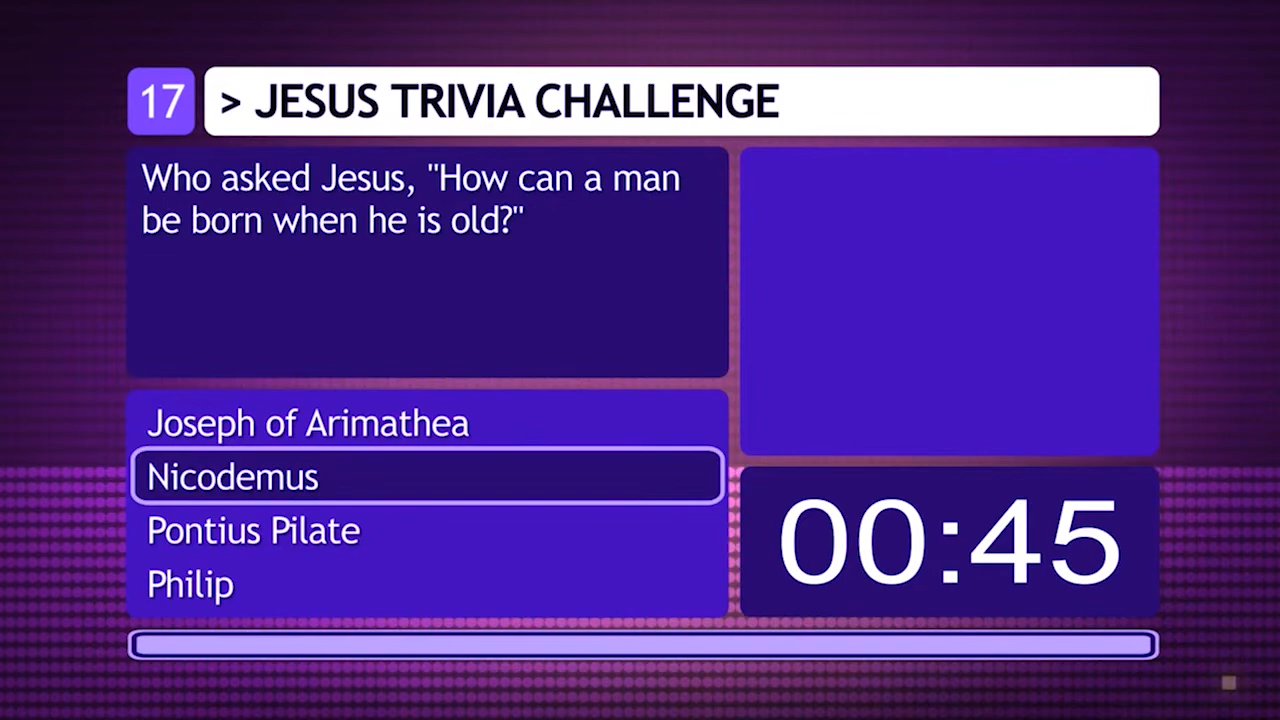 17 > JESUS TRIVIA CHALLENGE
Who asked Jesus, "How can a man
be born when he is old?"
Joseph of Arimathea
Nicodemus
Pontius Pilate
Philip
00:45